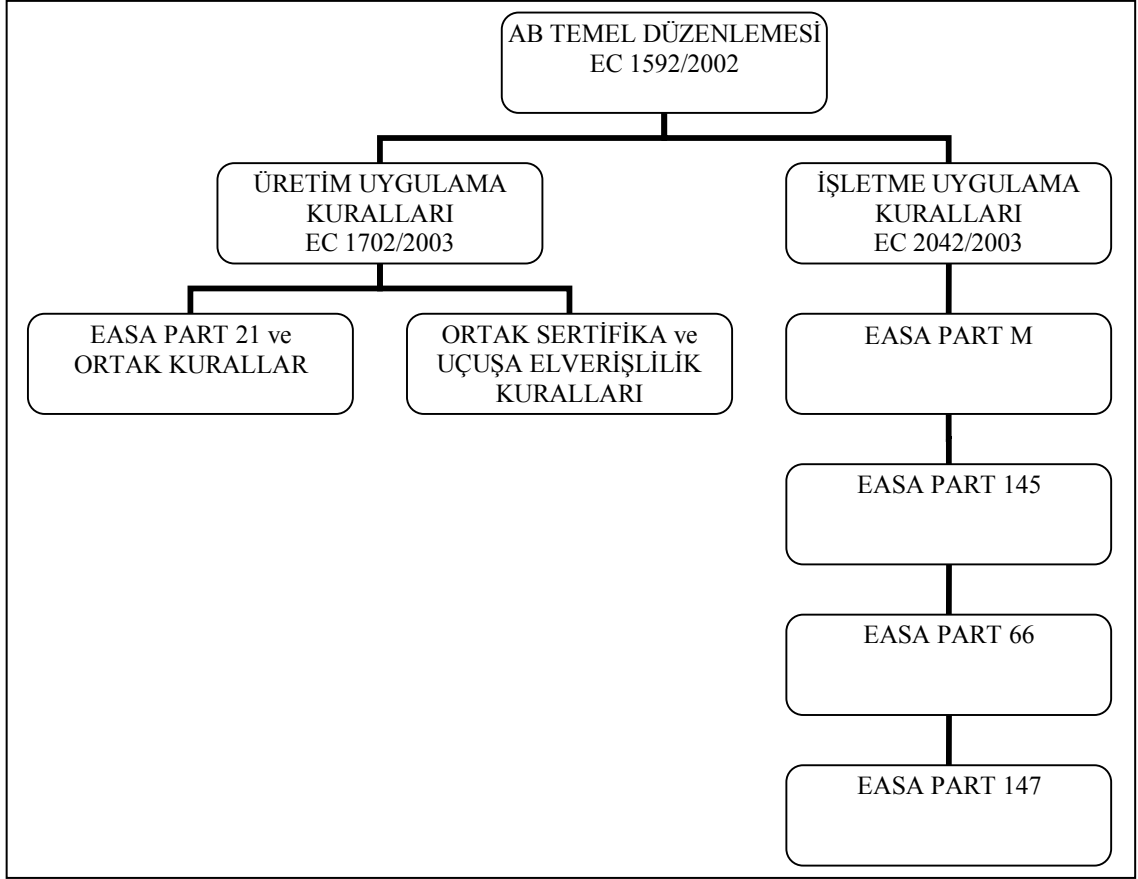 AB TEMEL DÜZENLEMESİ
EC 1592/2002
ÜRETİM UYGULAMA
KURALLARI
EC 1702/2003
İŞLETME UYGULAMA
KURALLARI
EC 2042/2003
EASA PART 21 ve
ORTAK KURALLAR
ORTAK SERTİFİKA ve
UÇUŞA ELVERİŞLİLİK
KURALLARI
EASA PART M
EASA PART 145
EASA PART 66
EASA PART 147